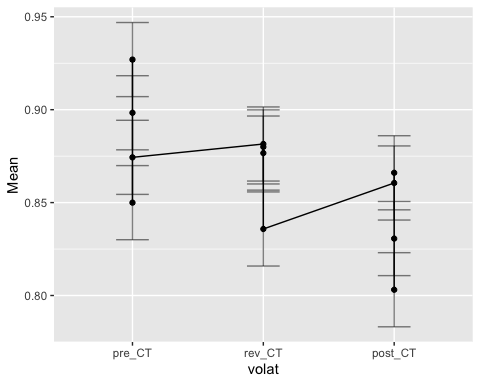 0.95
0.90
0.85
0.80
Mean
pre_CT
rev_CT
post_CT
volat